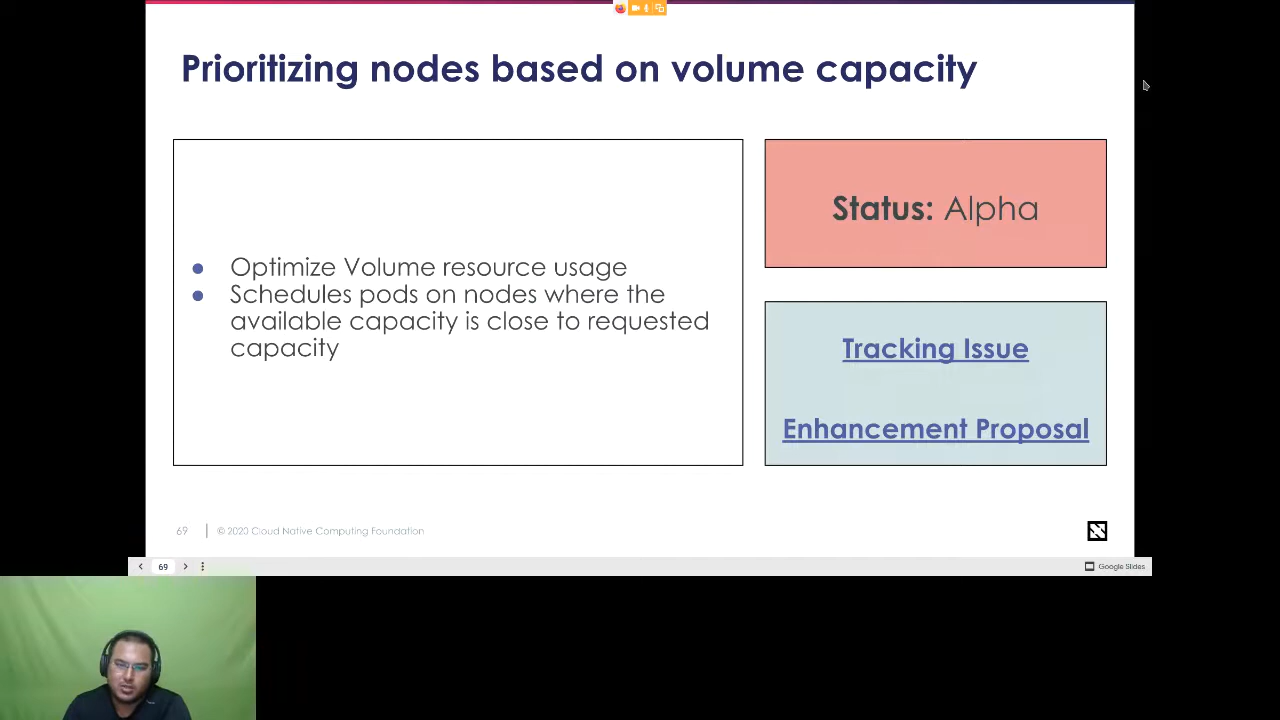 Prioritizing nodes based on volume capacity
● Optimize Volume resource usage
● Schedules pods on nodes where the
available capacity is close to requested
capacity
Status: Alpha
Tracking Issue
Enhancement Proposal
69 | © 2020 Cloud Native Computing Foundation
69
Google Slides